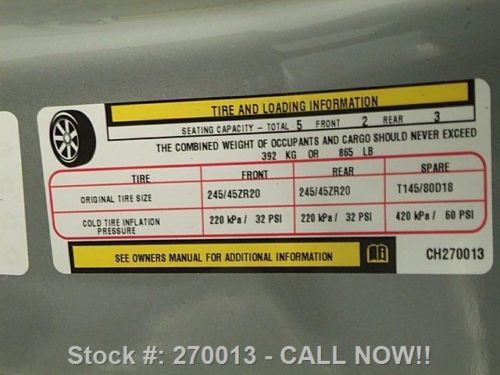 TIRE AND LOADING INFORMATION
SEATING CAPACITY - TOTAL 5 FRONT 2 REAR 3
THE COMBINED WEIGHT OF OCCUPANTS AND CARGO SHOULD NEVER EXCEED
392 KG OR 865 LB
TIRE FRONT REAR SPARE
ORIGINAL TIRE SIZE 245/45ZR20 245/45ZR20 T145/80D18
COLD TIRE INFLATION PRESSURE 220 kPa/ 32 PSI 220 kPa/ 32 PSI 420 kPa/ 60 PSI
SEE OWNERS MANUAL FOR ADDITIONAL INFORMATION
CH270013
Stock #: 270013 - CALL NOW!!